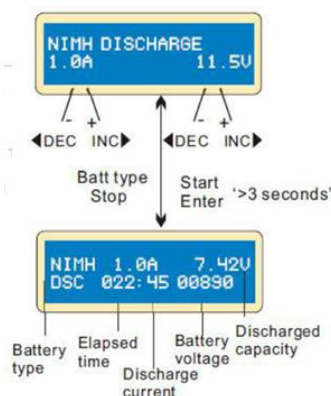 NIMH DISCHARGE
1.0A 11.5V
- + - +
◀DEC INC▶ ◀DEC INC▶
Batt type
Stop
Start
Enter '>3 seconds'
NIMH 1.0A 7.42V
DSC 022:45 00890
Battery
type
Elapsed
time
Discharge
current
Battery
voltage
Discharged
capacity